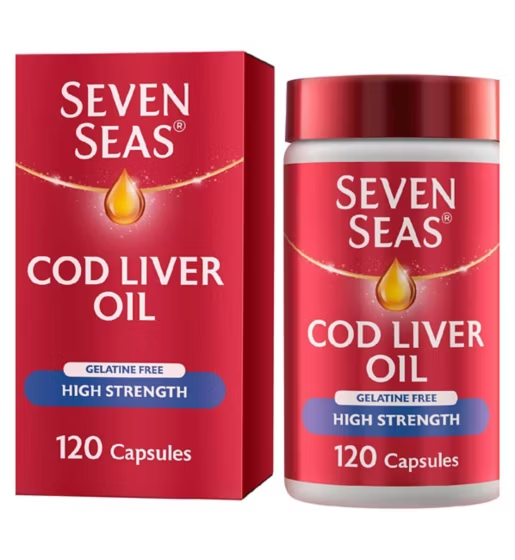 SEVEN
SEAS®
COD LIVER
OIL
GELATINE FREE
HIGH STRENGTH
120 Capsules
SEVEN
SEAS®
COD LIVER
OIL
GELATINE FREE
HIGH STRENGTH
120 Capsules